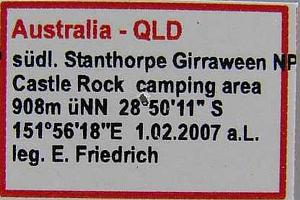 Australia - QLD
südl. Stanthorpe Girraween NP
Castle Rock camping area
908m üNN 28°50'11" S
151°56'18"E 1.02.2007 a.L.
leg. E. Friedrich